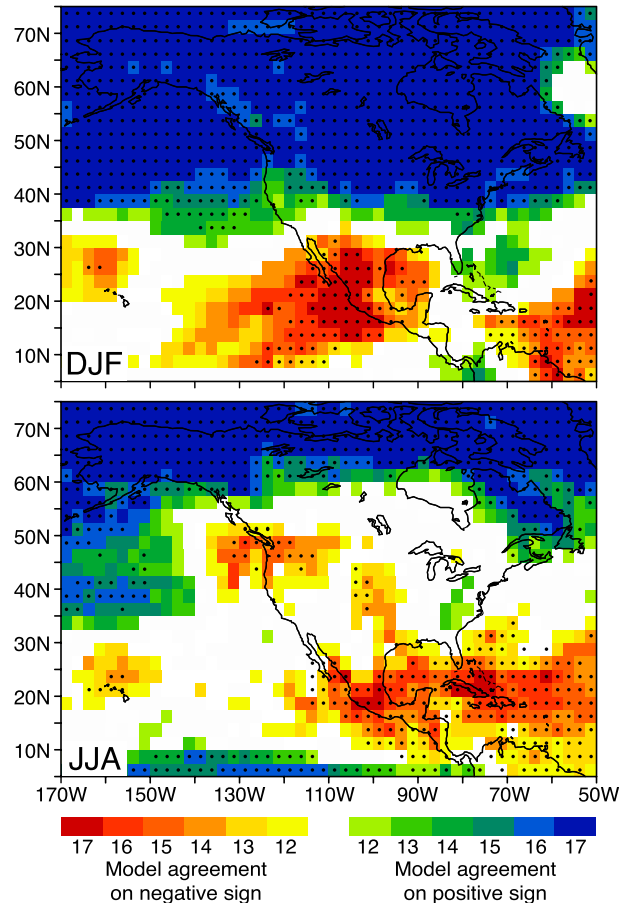 70N
60N
50N
40N
30N
20N
10N
DJF
70N
60N
50N
40N
30N
20N
10N
JJA
170W 150W 130W 110W 90W 70W 50W
17 16 15 14 13 12 12 13 14 15 16 17
Model agreement Model agreement
on negative sign on positive sign